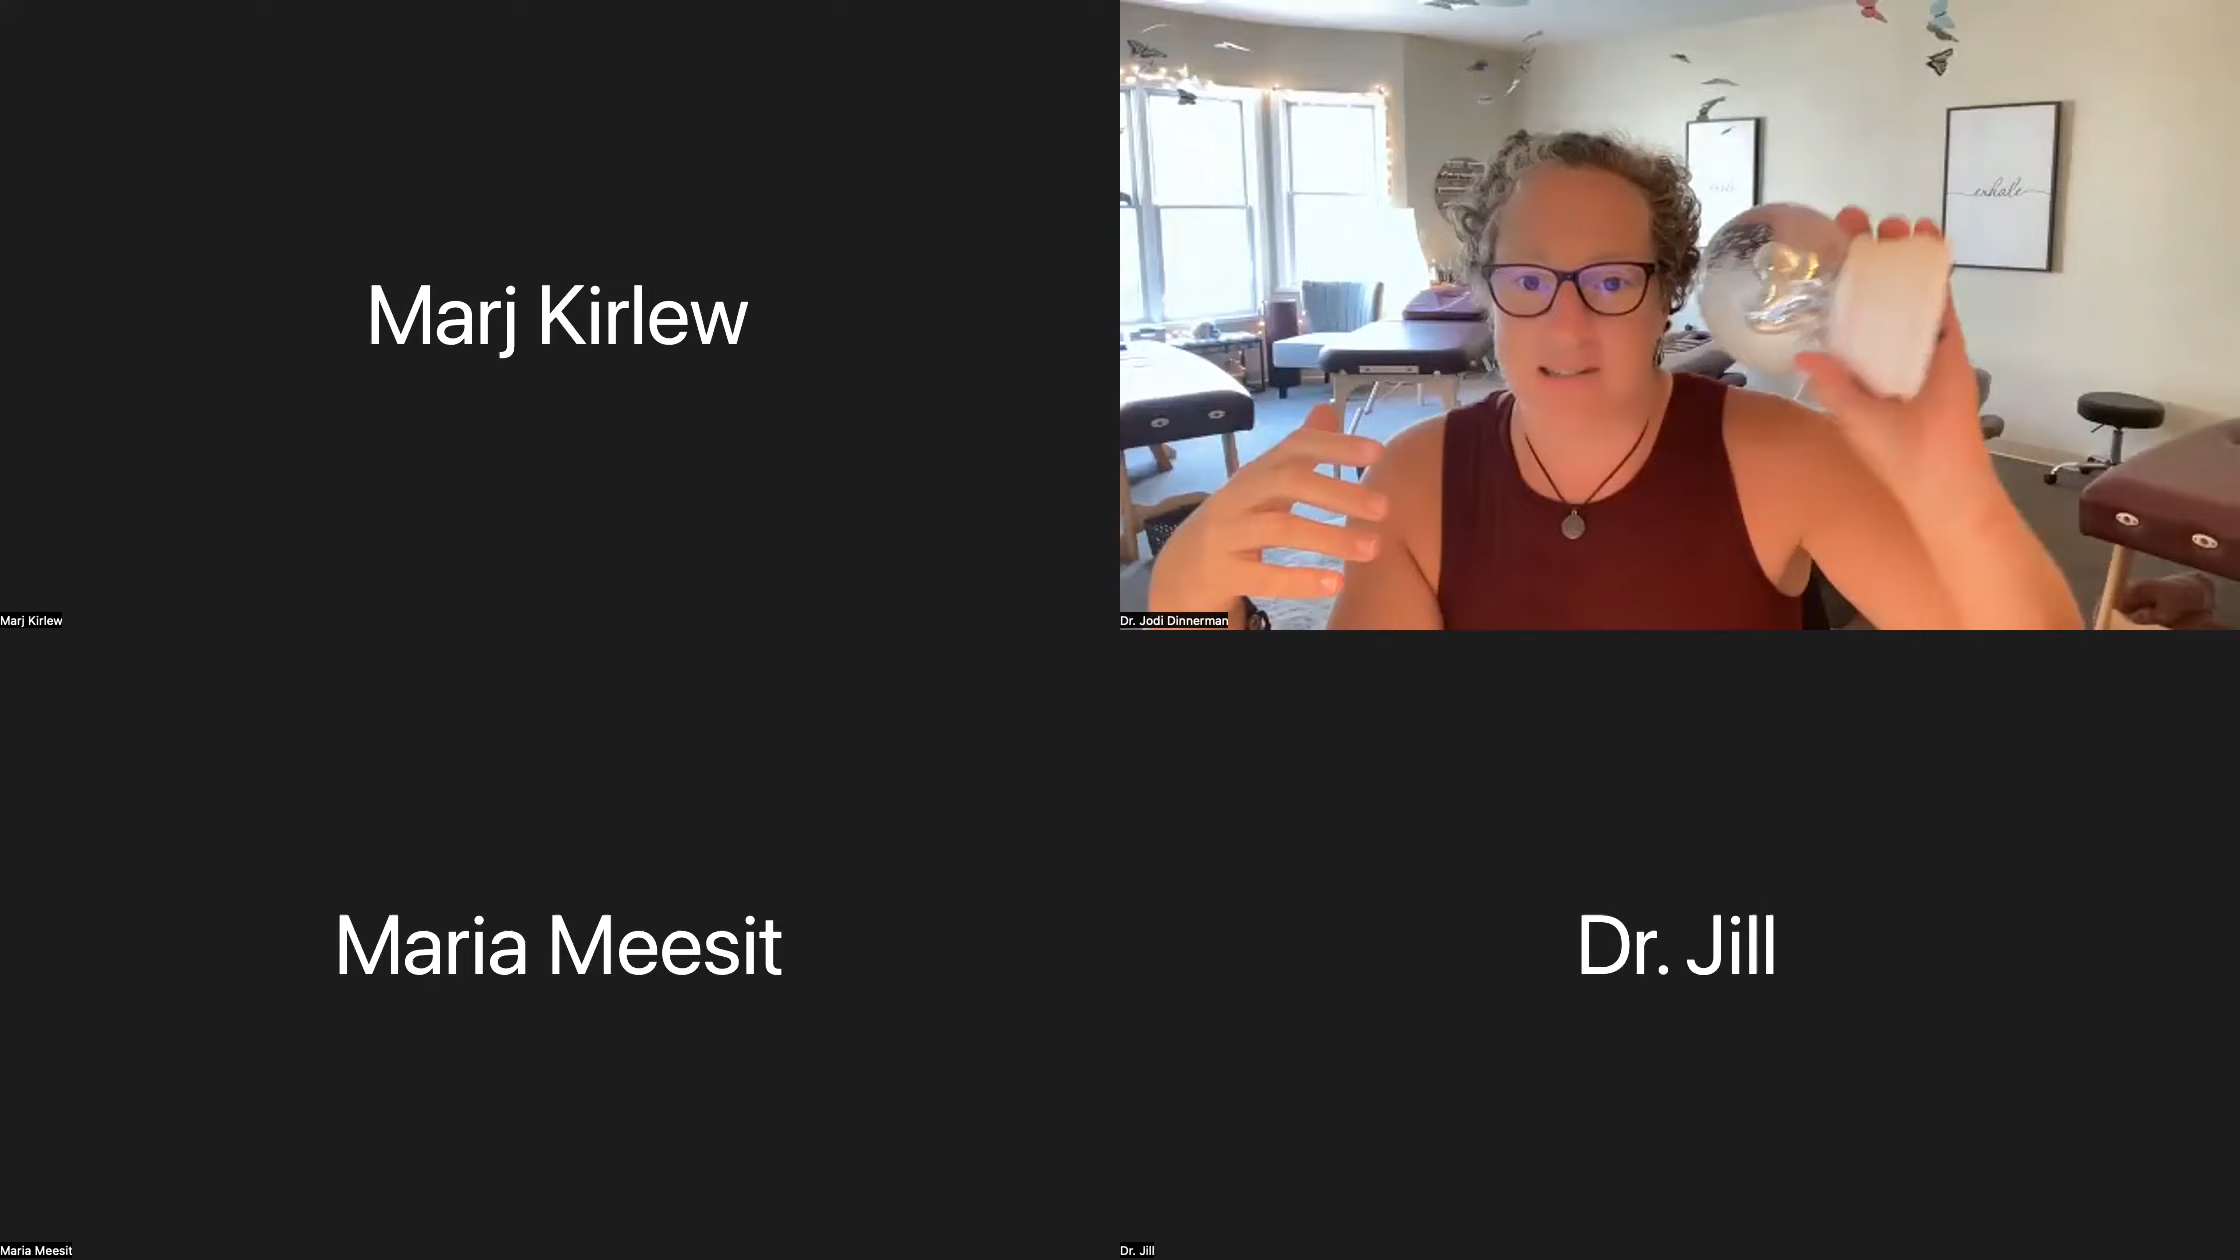 Marj Kirlew
Marj Kirlew
exhale
Dr. Jodi Dinnerman
Maria Meesit
Maria Meesit
Dr. Jill
Dr. Jill